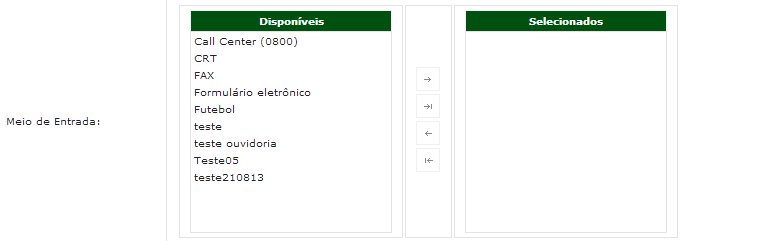 Meio de Entrada:
Disponíveis
Call Center (0800)
CRT
FAX
Formulário eletrônico
Futebol
teste
teste ouvidoria
Teste05
teste210813
Selecionados